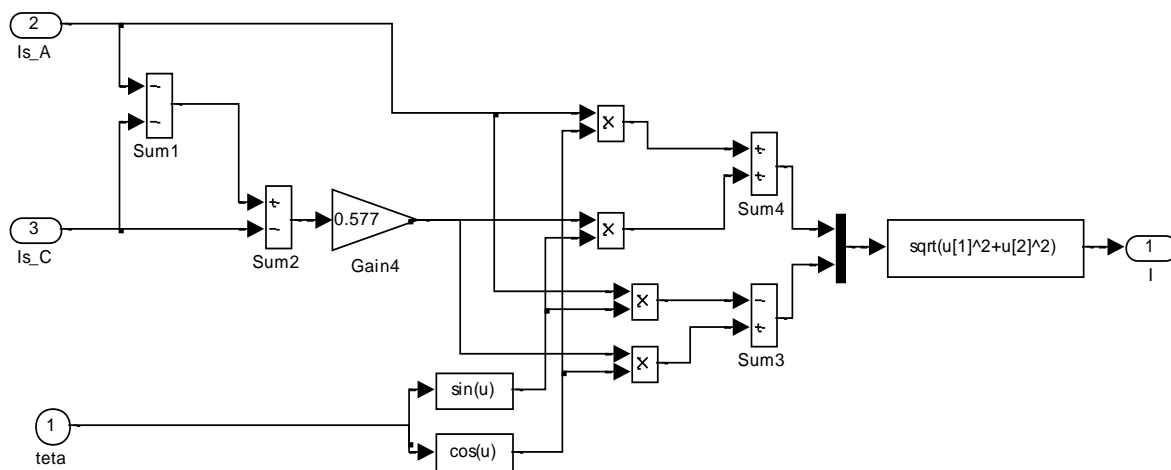 2
Is_A
Sum1
3
Is_C
Sum2
0.577
Gain4
x
x
x
x
Sum4
Sum3
sqrt(u[1]^2+u[2]^2)
1
I
sin(u)
cos(u)
1
teta